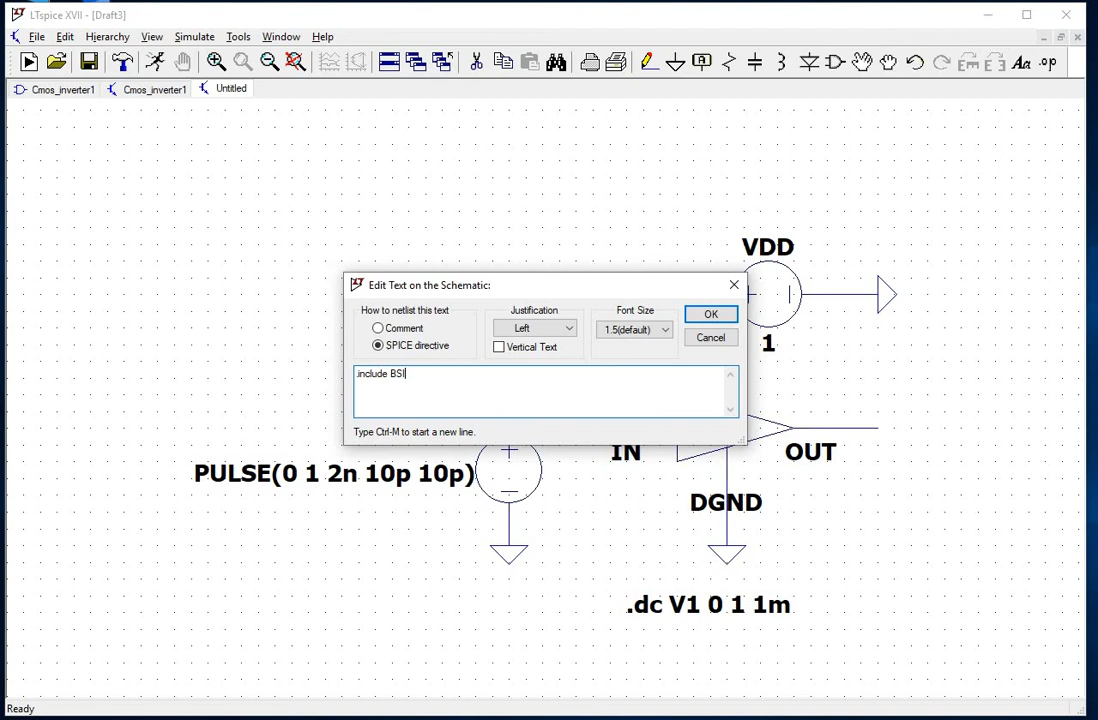 LTspice XVII - [Draft3]
File Edit Hierarchy View Simulate Tools Window Help
Aa .op
Cmos_inverter1 Cmos_inverter1 Untitled
VDD
1
Edit Text on the Schematic:
How to netlist this text
Comment
SPICE directive
Justification
Left
Vertical Text
Font Size
1.5(default)
OK
Cancel
.include BSI
Type Ctrl-M to start a new line.
PULSE(0 1 2n 10p 10p)
IN
OUT
DGND
.dc V1 0 1 1m
Ready